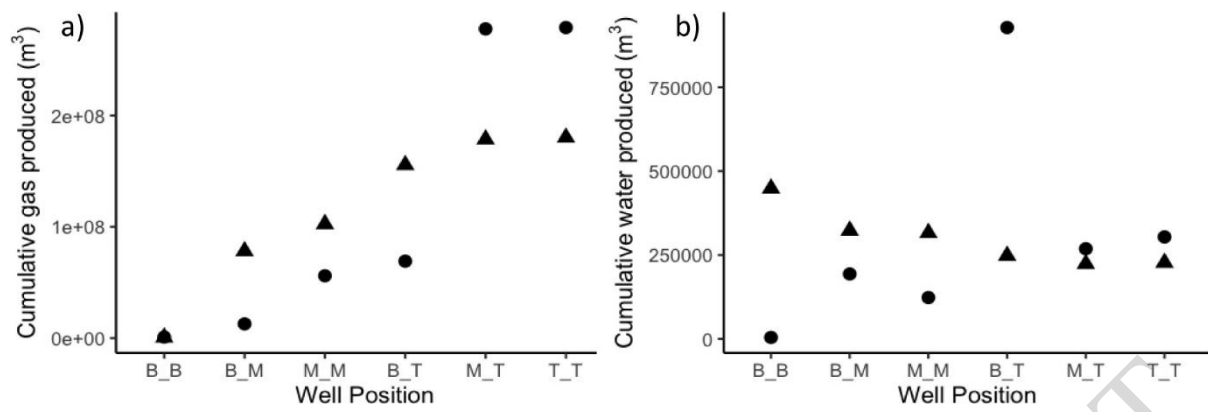 a)
Cumulative gas produced (m³)
2e+08
1e+08
0e+00
B_B B_M M_M B_T M_T T_T
Well Position
b)
Cumulative water produced (m³)
750000
500000
250000
0
B_B B_M M_M B_T M_T T_T
Well Position
T